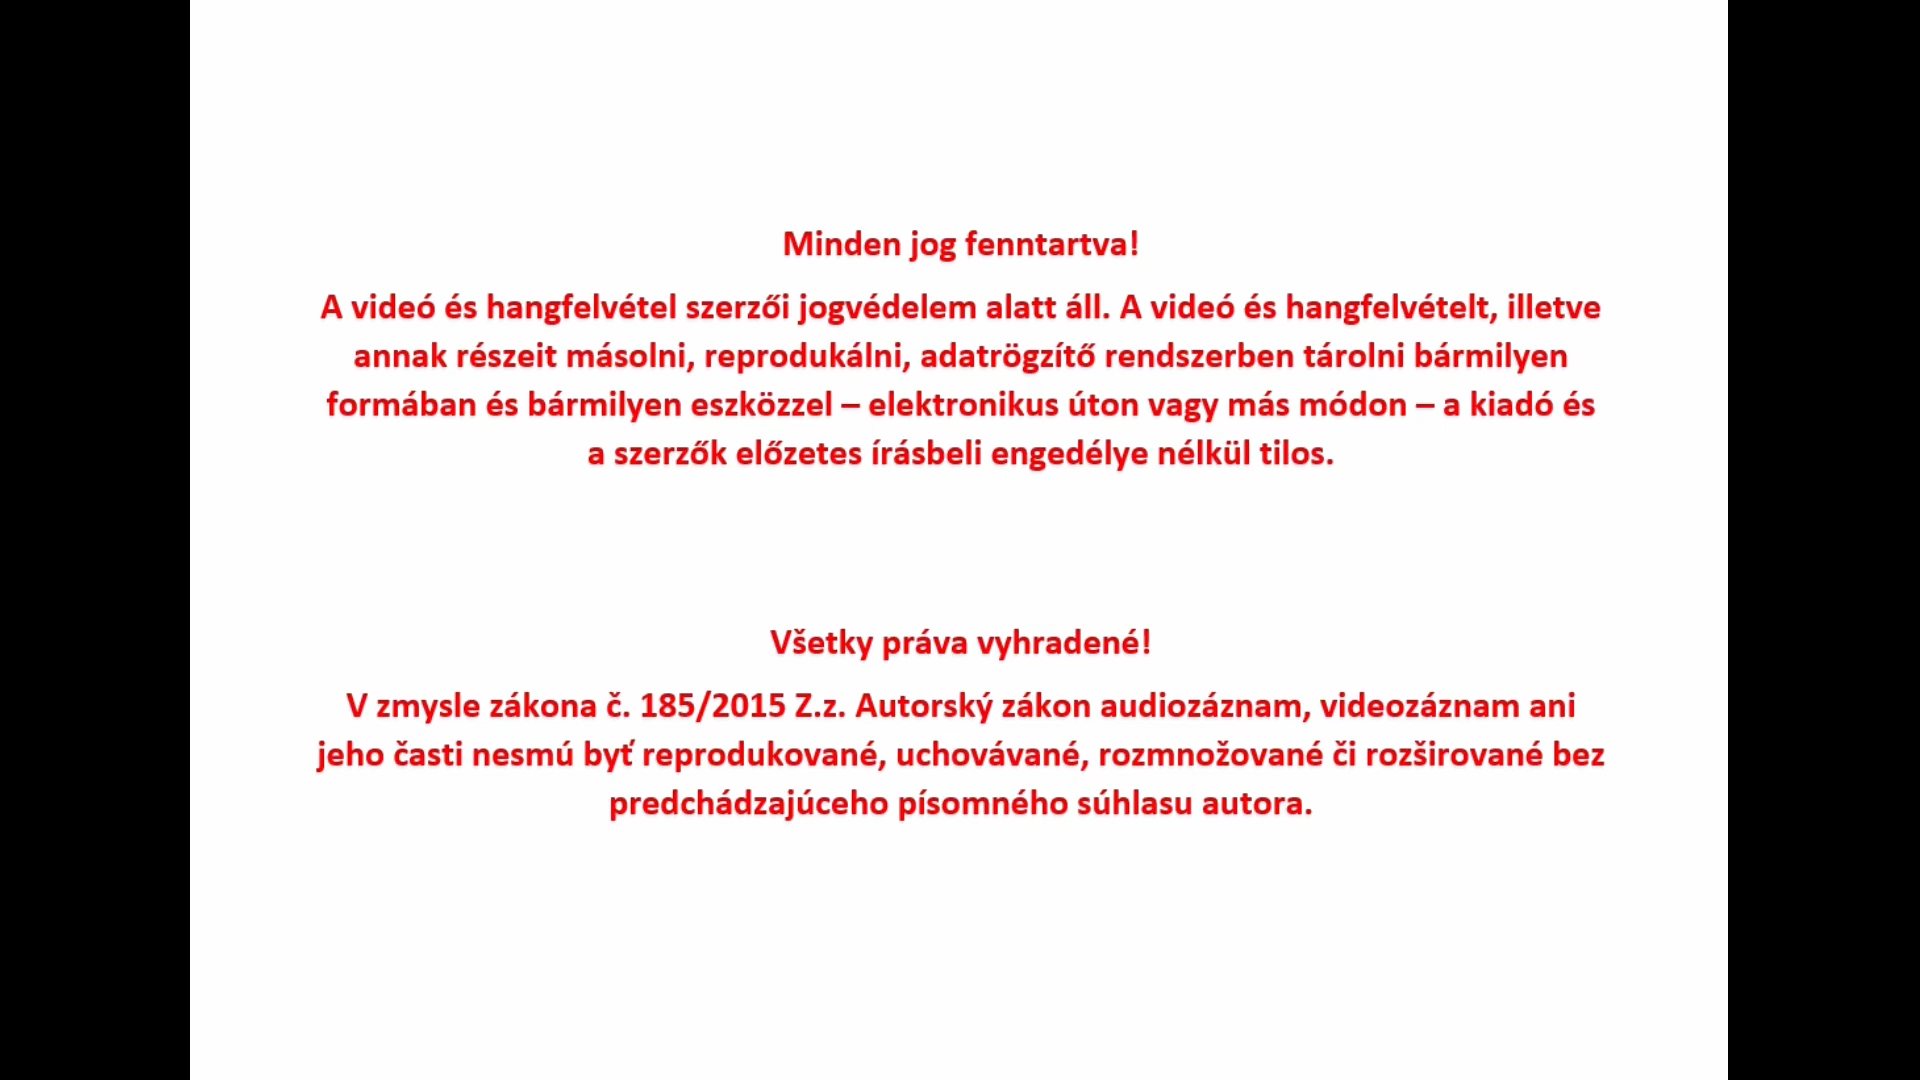 Minden jog fenntartva!
A videó és hangfelvétel szerzői jogvédelem alatt áll. A videó és hangfelvételt, illetve
annak részeit másolni, reprodukálni, adatrögzítő rendszerben tárolni bármilyen
formában és bármilyen eszközzel – elektronikus úton vagy más módon – a kiadó és
a szerzők előzetes írásbeli engedélye nélkül tilos.
Všetky práva vyhradené!
V zmysle zákona č. 185/2015 Z.z. Autorský zákon audiozáznam, videozáznam ani
jeho časti nesmú byť reprodukované, uchovávané, rozmnožované či rozširované bez
predchádzajúceho písomného súhlasu autora.